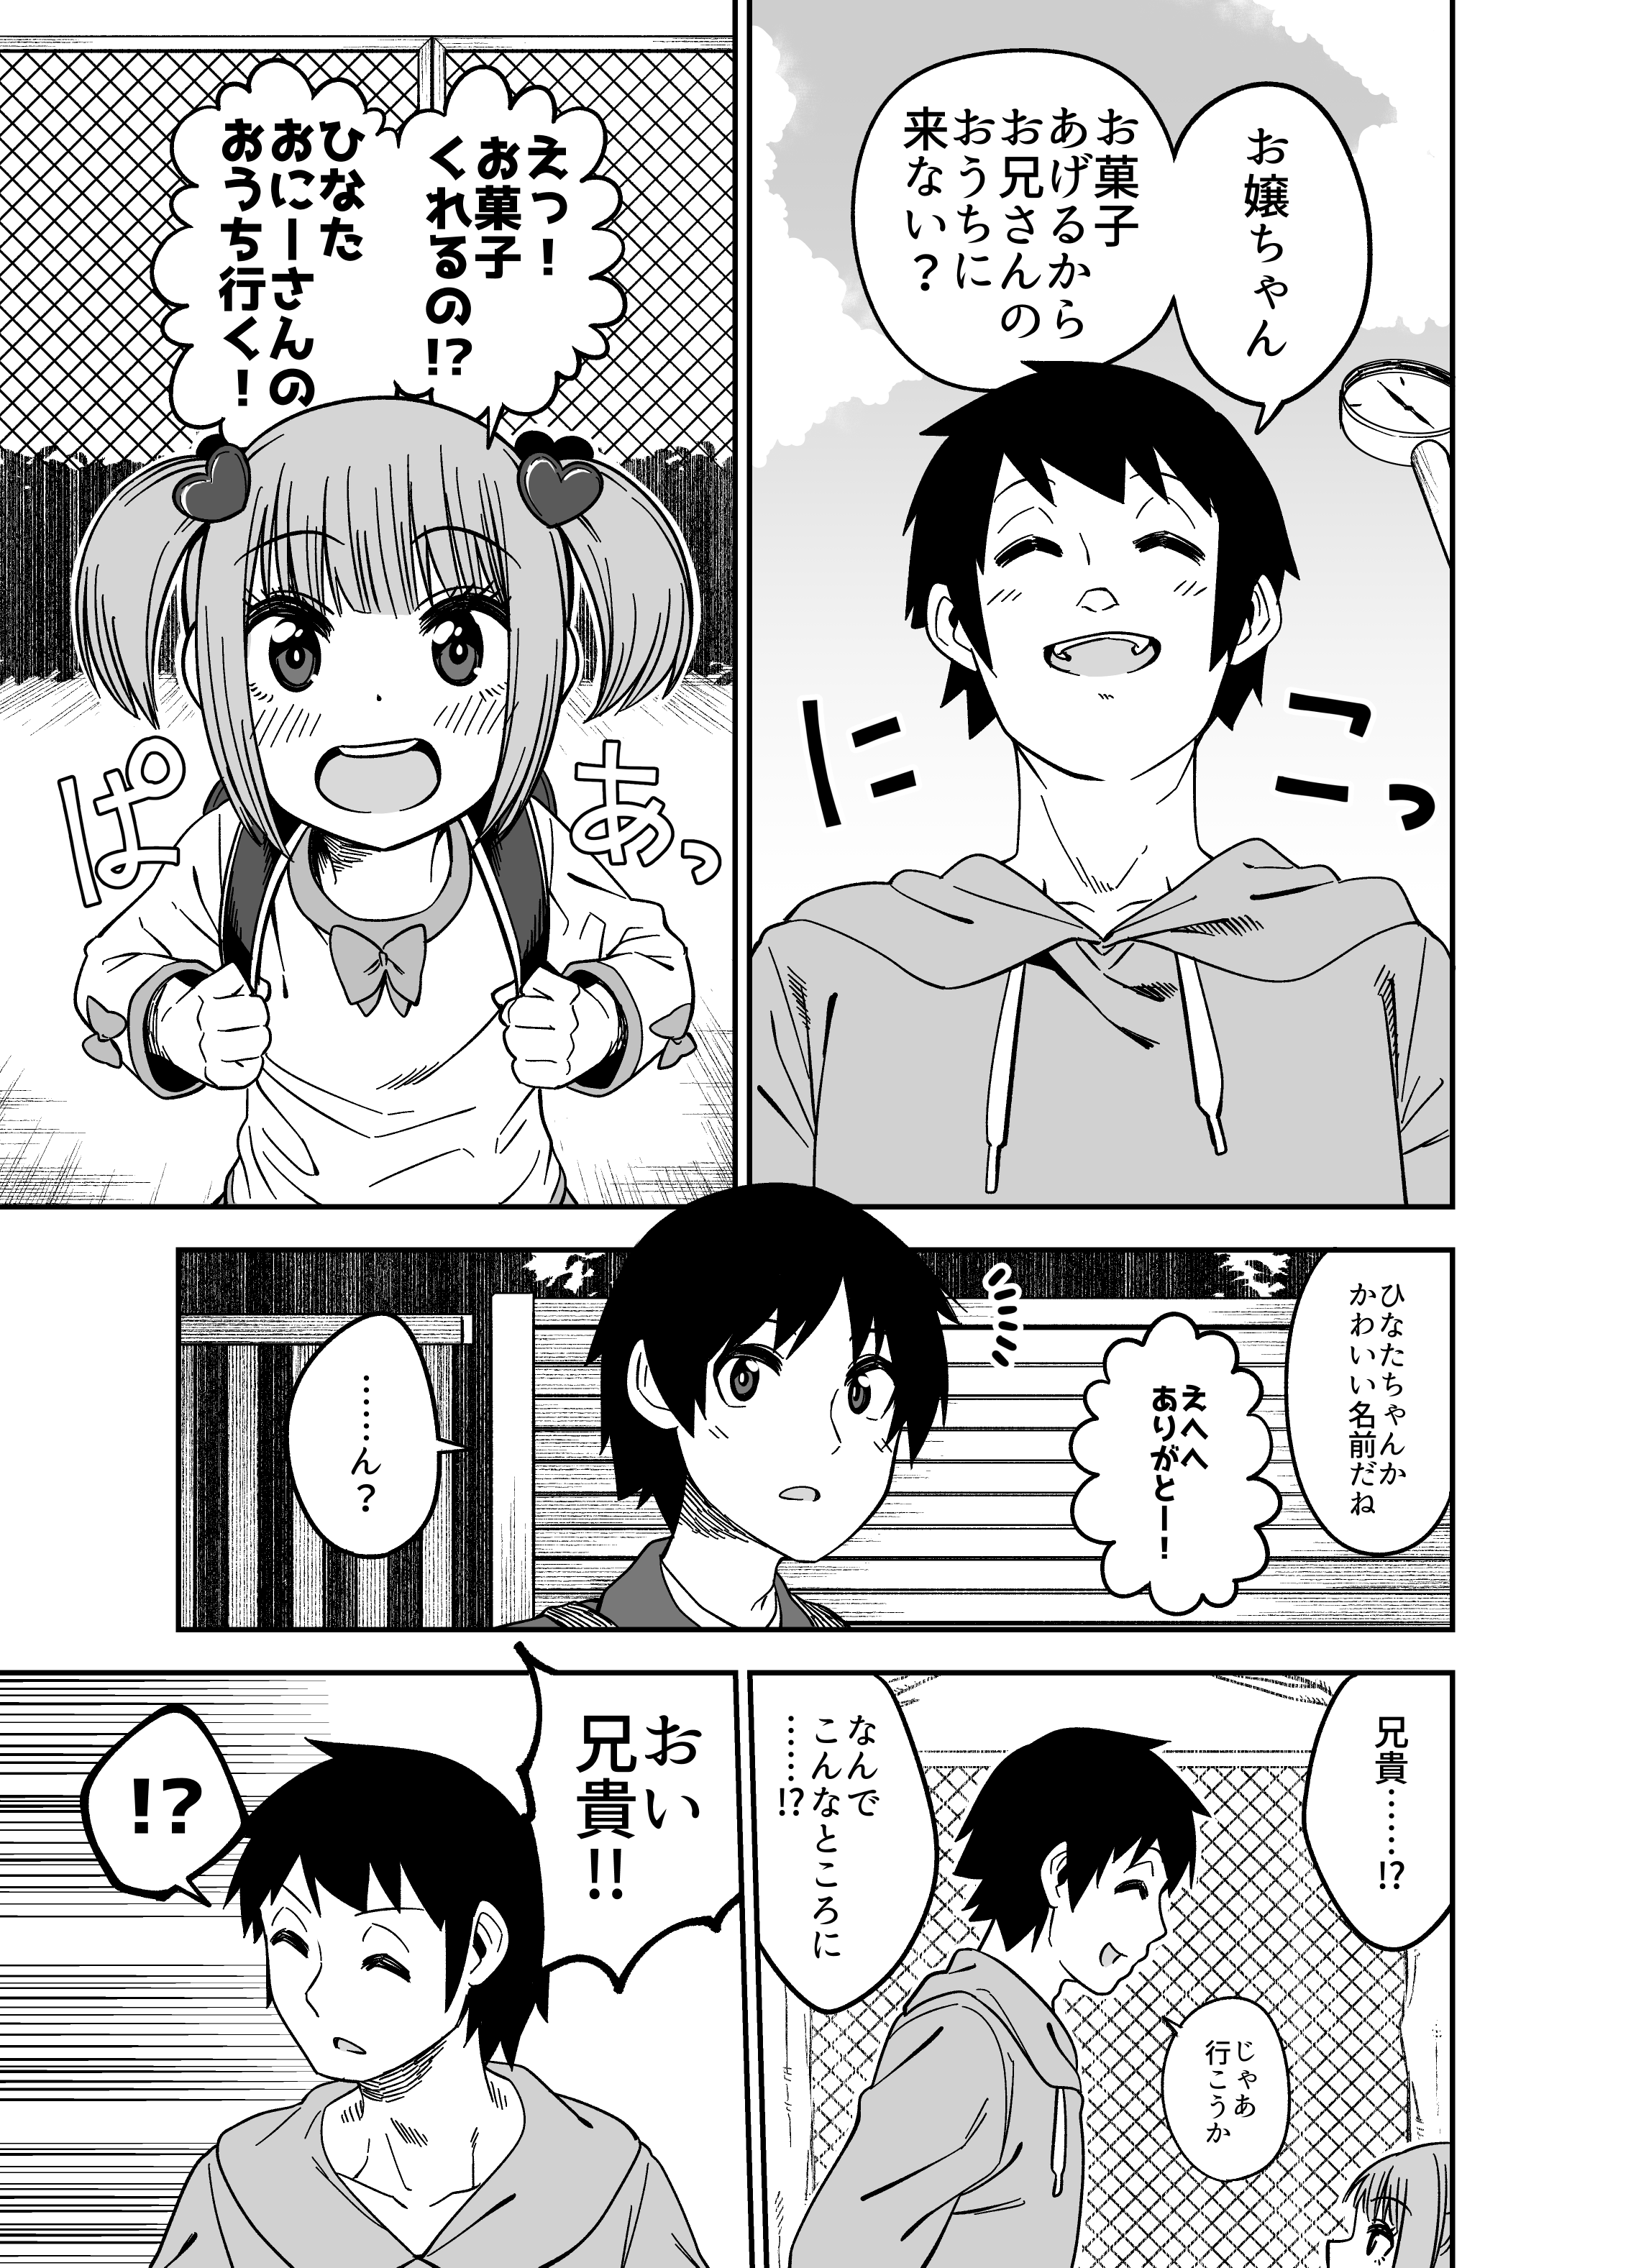 お嬢ちゃん
お菓子
あげるから
お兄さんの
おうちに
来ない？
にこっ
えっ！
お菓子
くれるの!?
ひなた
おにーさんの
おうち行く！
ぱあっ
ひなたちゃんか
かわいい名前だね
えへへ
ありがとー！
……ん？
兄貴……!?
じゃあ
行こうか
なんで
こんなところに
……!?
おい
兄貴!!
!?